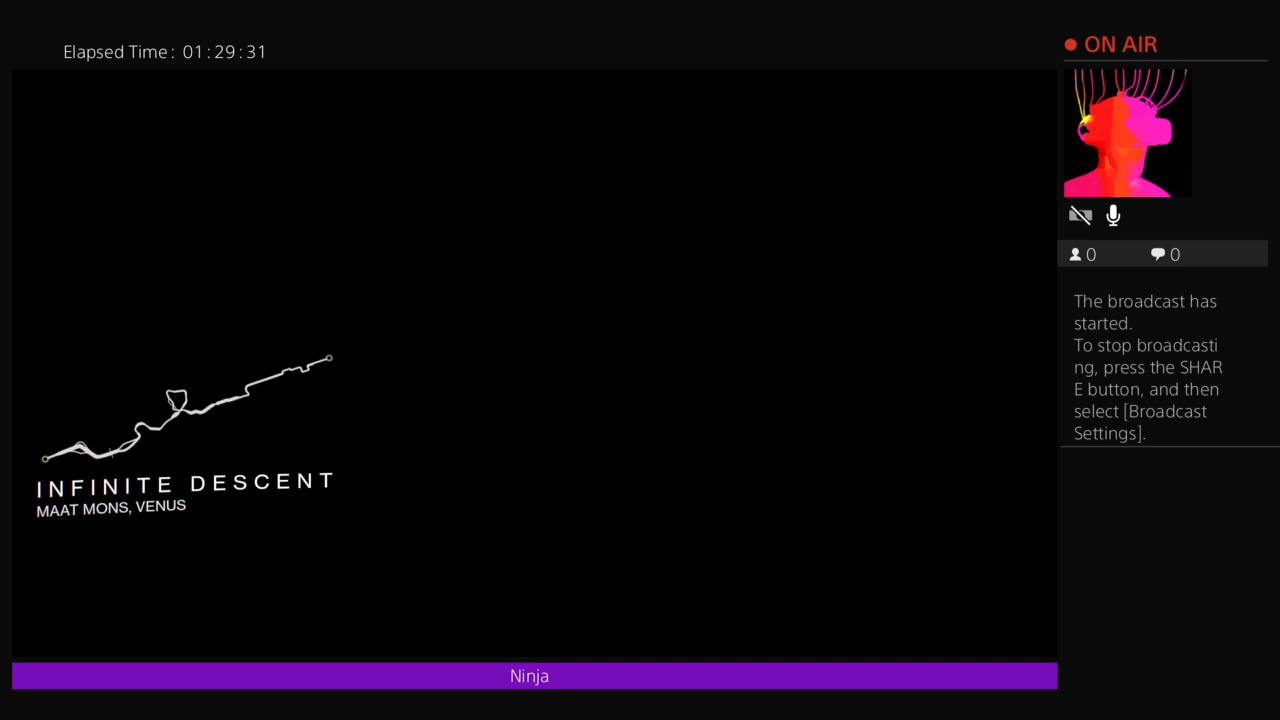 Elapsed Time: 01:29:31
ON AIR
0 0
The broadcast has
started.
To stop broadcasti
ng, press the SHAR
E button, and then
select [Broadcast
Settings].
INFINITE DESCENT
MAAT MONS, VENUS
Ninja